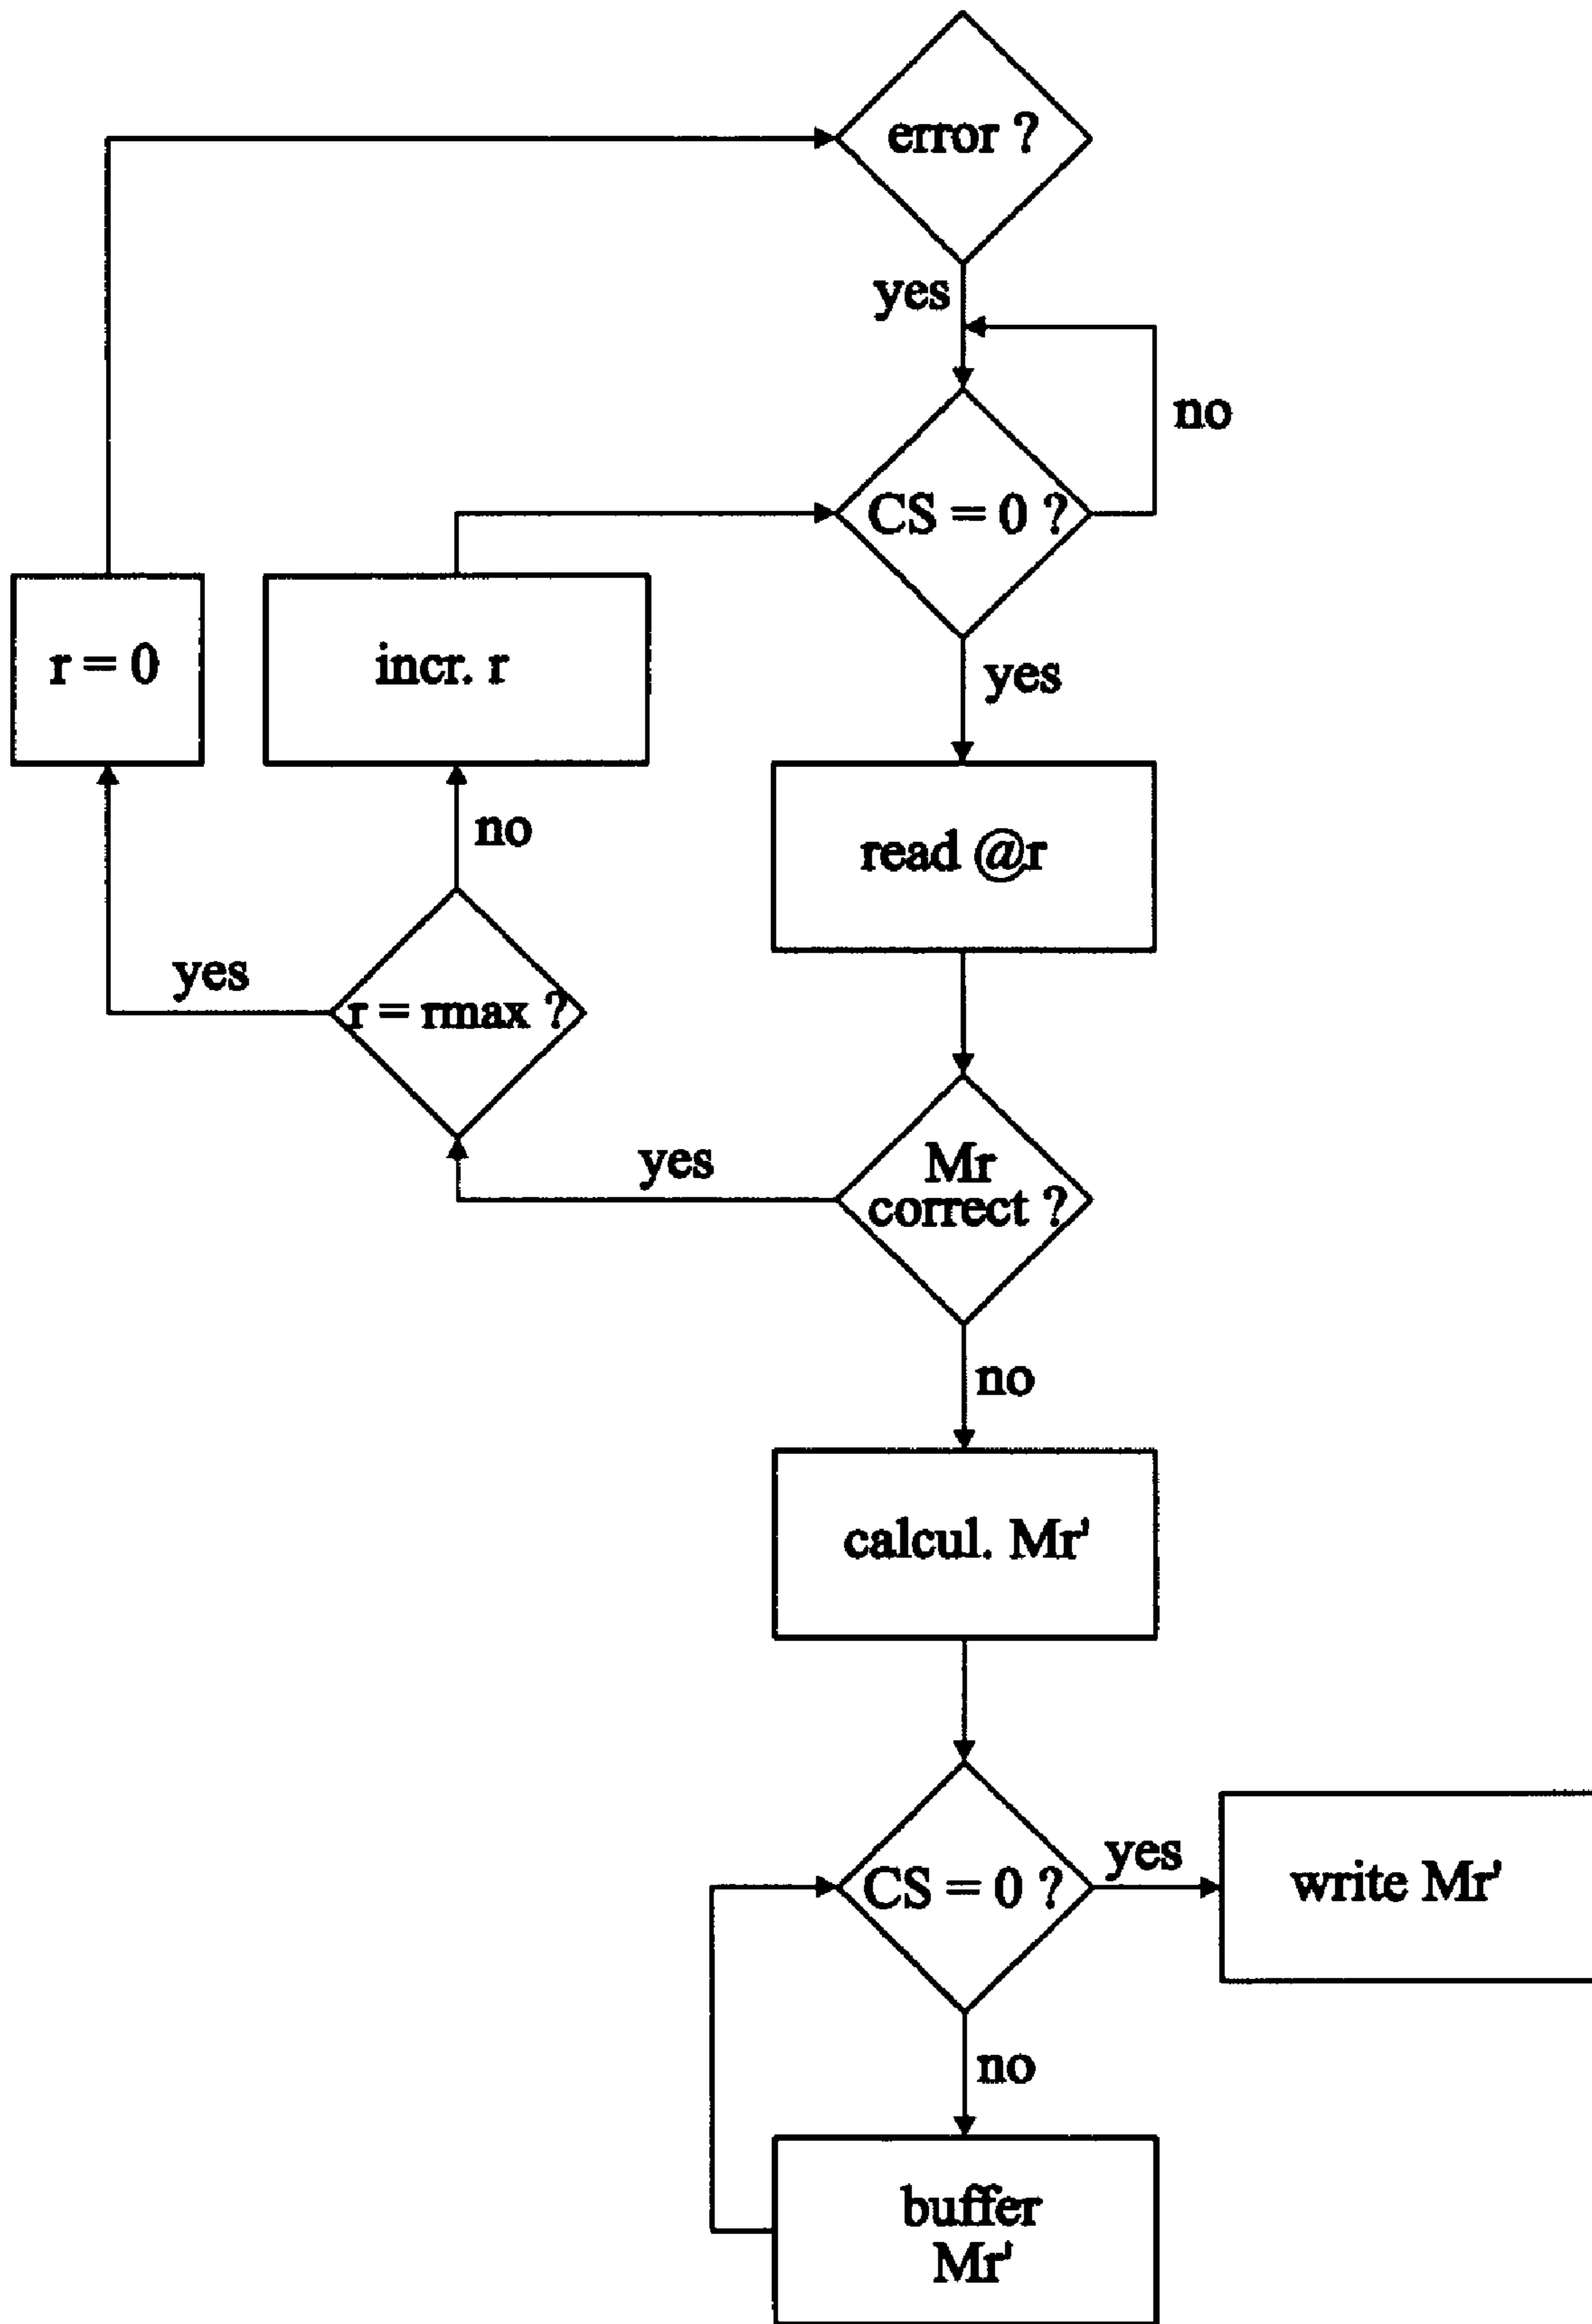 error ?
yes
no
CS = 0 ?
r = 0
incr. r
yes
read @r
no
yes
r = rmax ?
yes
Mr
correct ?
no
calcul. Mr'
CS = 0 ?
yes
write Mr'
no
buffer
Mr'